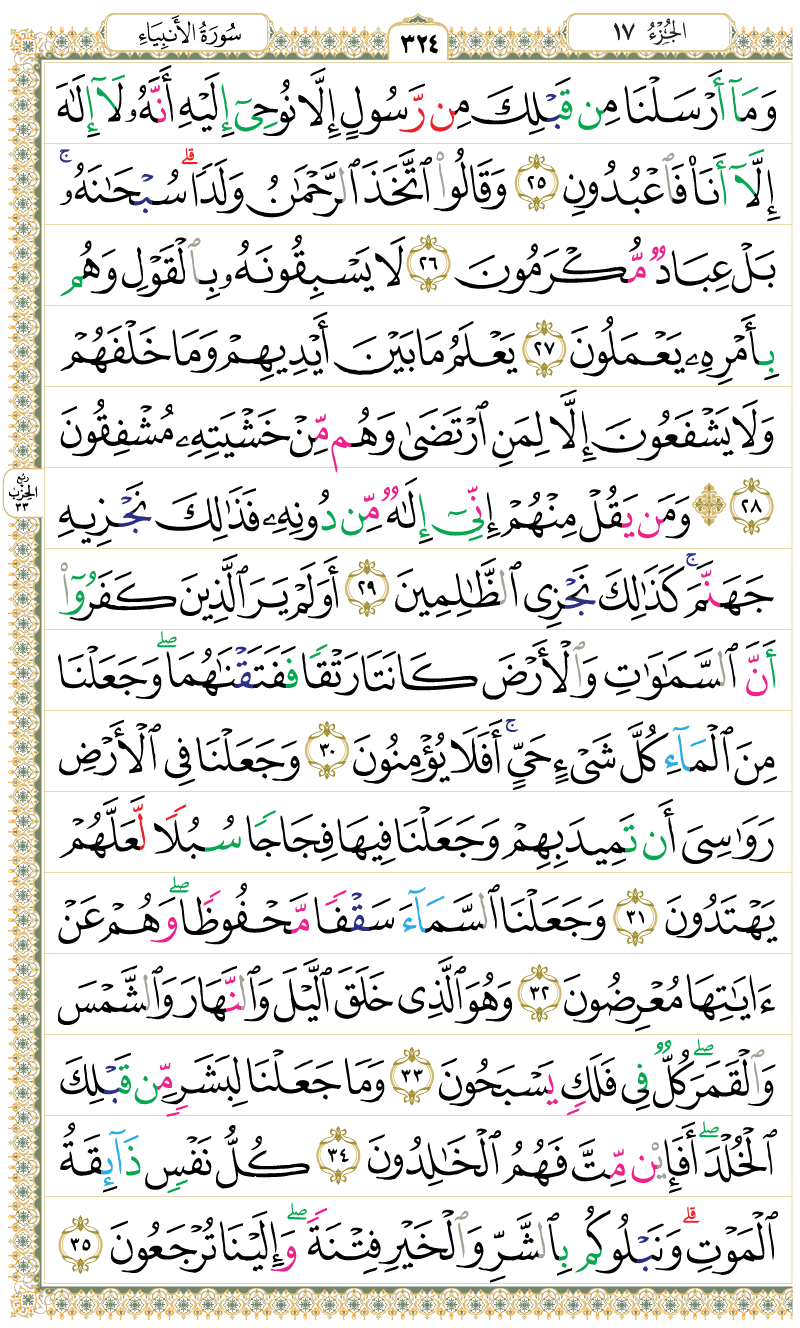 سُورَةُ الأَنبِيَاءِ
٣٢٤
الجُزْءُ ١٧
وَمَآ أَرْسَلْنَا مِن قَبْلِكَ مِن رَّسُولٍ إِلَّا نُوحِىٓ إِلَيْهِ أَنَّهُۥ لَآ إِلَٰهَ
إِلَّآ أَنَا۠ فَٱعْبُدُونِ ٢٥ وَقَالُوا۟ ٱتَّخَذَ ٱلرَّحْمَٰنُ وَلَدًا ۗ سُبْحَٰنَهُۥ ۚ
بَلْ عِبَادٌ مُّكْرَمُونَ ٢٦ لَا يَسْبِقُونَهُۥ بِٱلْقَوْلِ وَهُم
بِأَمْرِهِۦ يَعْمَلُونَ ٢٧ يَعْلَمُ مَا بَيْنَ أَيْدِيهِمْ وَمَا خَلْفَهُمْ
وَلَا يَشْفَعُونَ إِلَّا لِمَنِ ٱرْتَضَىٰ وَهُم مِّنْ خَشْيَتِهِۦ مُشْفِقُونَ
٢٨ ۞ وَمَن يَقُلْ مِنْهُمْ إِنِّىٓ إِلَٰهٌ مِّن دُونِهِۦ فَذَٰلِكَ نَجْزِيهِ
جَهَنَّمَ ۚ كَذَٰلِكَ نَجْزِى ٱلظَّٰلِمِينَ ٢٩ أَوَلَمْ يَرَ ٱلَّذِينَ كَفَرُوٓا۟
أَنَّ ٱلسَّمَٰوَٰتِ وَٱلْأَرْضَ كَانَتَا رَتْقًا فَفَتَقْنَٰهُمَا ۖ وَجَعَلْنَا
مِنَ ٱلْمَآءِ كُلَّ شَىْءٍ حَىٍّ ۚ أَفَلَا يُؤْمِنُونَ ٣٠ وَجَعَلْنَا فِى ٱلْأَرْضِ
رَوَٰسِىَ أَن تَمِيدَ بِهِمْ وَجَعَلْنَا فِيهَا فِجَاجًا سُبُلًا لَّعَلَّهُمْ
يَهْتَدُونَ ٣١ وَجَعَلْنَا ٱلسَّمَآءَ سَقْفًا مَّحْفُوظًا ۖ وَهُمْ عَنْ
ءَايَٰتِهَا مُعْرِضُونَ ٣٢ وَهُوَ ٱلَّذِى خَلَقَ ٱلَّيْلَ وَٱلنَّهَارَ وَٱلشَّمْسَ
وَٱلْقَمَرَ ۖ كُلٌّ فِى فَلَكٍ يَسْبَحُونَ ٣٣ وَمَا جَعَلْنَا لِبَشَرٍ مِّن قَبْلِكَ
ٱلْخُلْدَ ۖ أَفَإِي۟ن مِّتَّ فَهُمُ ٱلْخَٰلِدُونَ ٣٤ كُلُّ نَفْسٍ ذَآئِقَةُ
ٱلْمَوْتِ ۗ وَنَبْلُوكُم بِٱلشَّرِّ وَٱلْخَيْرِ فِتْنَةً ۖ وَإِلَيْنَا تُرْجَعُونَ ٣٥
رُبع
الحِزْب
٣٣